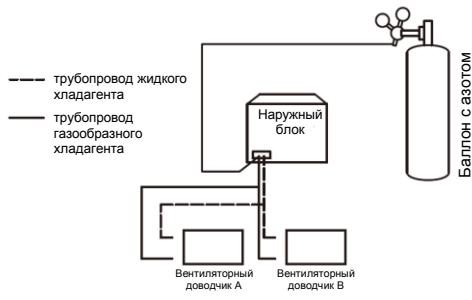 трубопровод жидкого
хладагента
трубопровод
газообразного
хладагента
Наружный
блок
Баллон с азотом
Вентиляторный
доводчик A
Вентиляторный
доводчик B